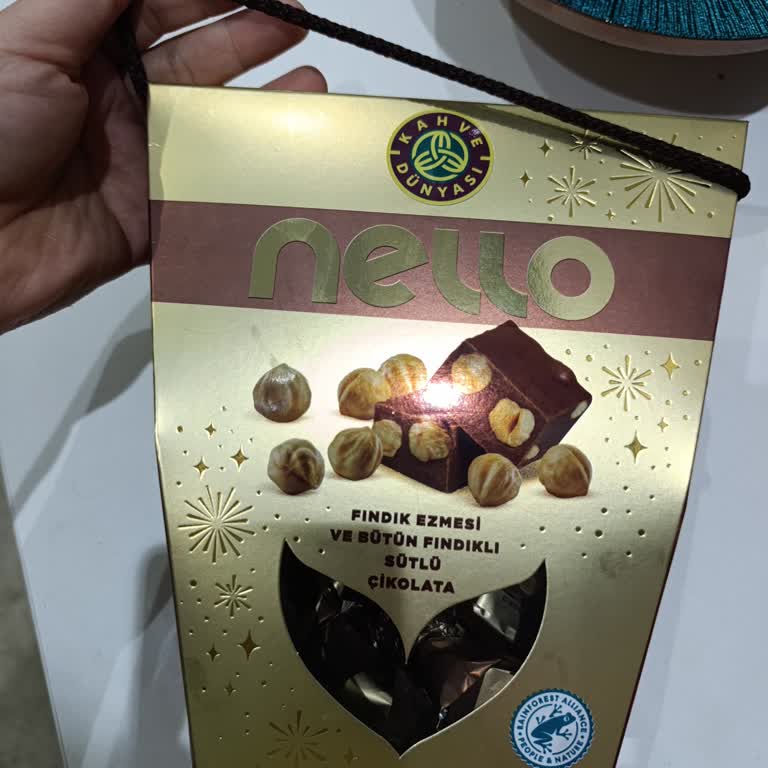 KAHVE
DÜNYASI
nello
FINDIK EZMESİ
VE BÜTÜN FINDIKLI
SÜTLÜ
ÇİKOLATA
RAINFOREST ALLIANCE
PEOPLE & NATURE